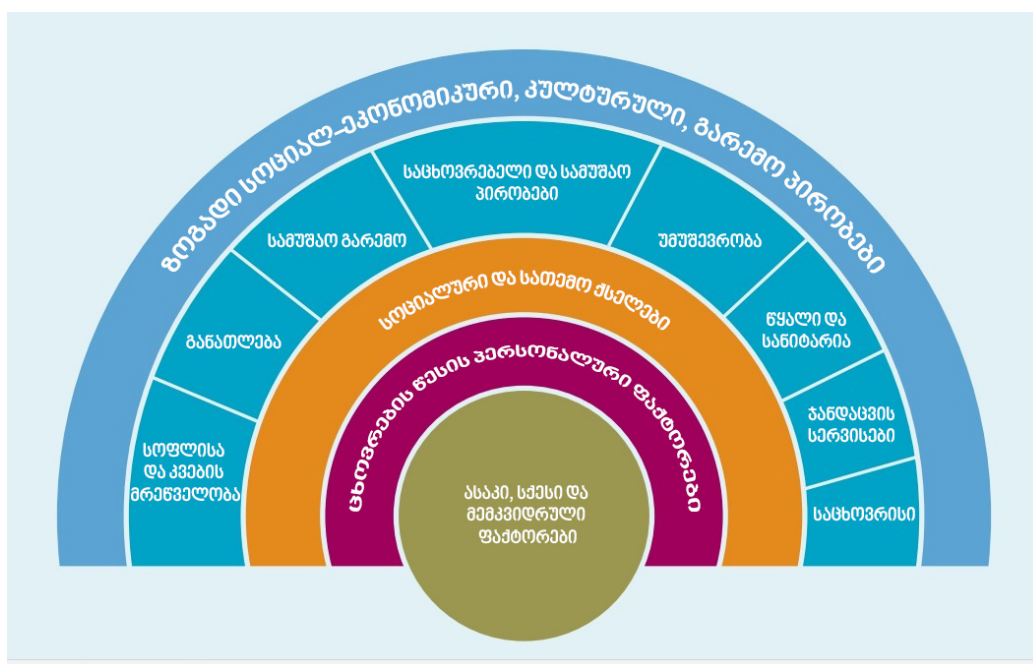 ზოგადი სოციალ-ეკონომიკური, კულტურული, გარემო პირობები
საცხოვრებელი და სამუშაო
პირობები
სამუშაო გარემო
უმუშევრობა
განათლება
წყალი და
სანიტარია
სოფლისა
და კვების
მრეწველობა
ჯანდაცვის
სერვისები
საცხოვრისი
სოციალური და სათემო ქსელები
ცხოვრების წესის პერსონალური ფაქტორები
ასაკი, სქესი და
მემკვიდრული
ფაქტორები